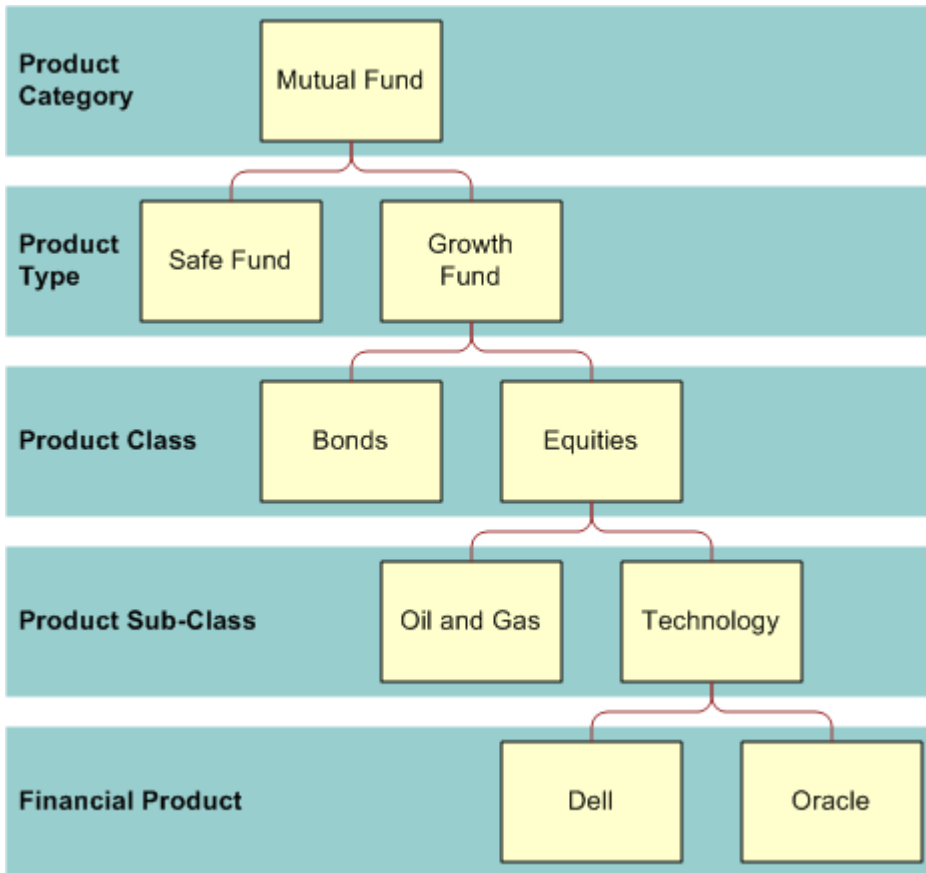 Product
Category
Mutual Fund
Product
Type
Safe Fund
Growth
Fund
Product Class
Bonds
Equities
Product Sub-Class
Oil and Gas
Technology
Financial Product
Dell
Oracle